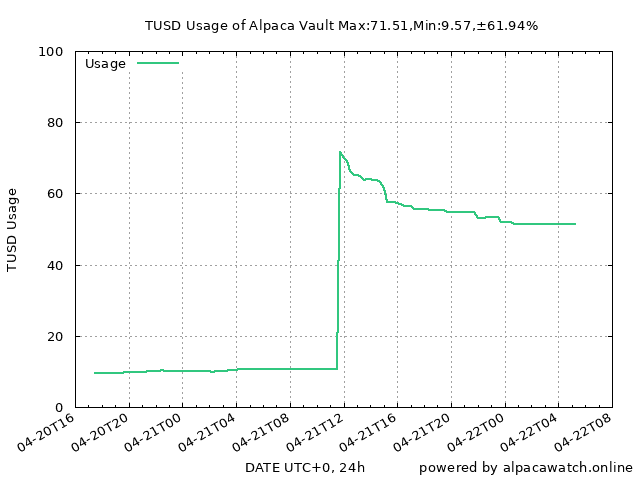 TUSD Usage of Alpaca Vault Max:71.51,Min:9.57,±61.94%
Usage
TUSD Usage
100
80
60
40
20
0
04-20T16
04-20T20
04-21T00
04-21T04
04-21T08
04-21T12
04-21T16
04-21T20
04-22T00
04-22T04
04-22T08
DATE UTC+0, 24h
powered by alpacawatch.online